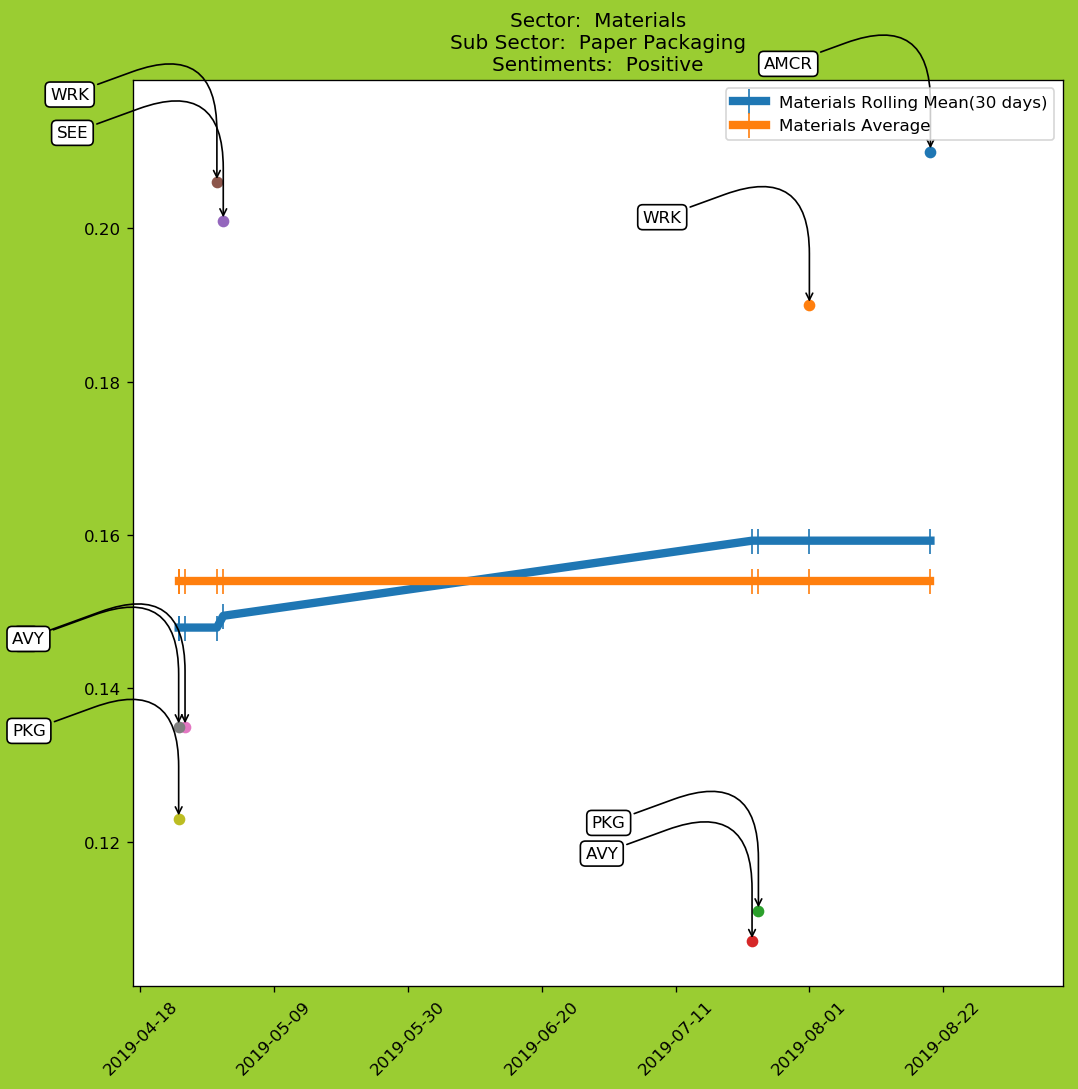 Sector:  Materials
Sub Sector:  Paper Packaging
Sentiments:  Positive
AMCR
WRK
SEE
Materials Rolling Mean(30 days)
Materials Average
WRK
0.20
0.18
0.16
AVY
0.14
PKG
PKG
0.12
AVY
2019-04-18
2019-05-09
2019-05-30
2019-06-20
2019-07-11
2019-08-01
2019-08-22